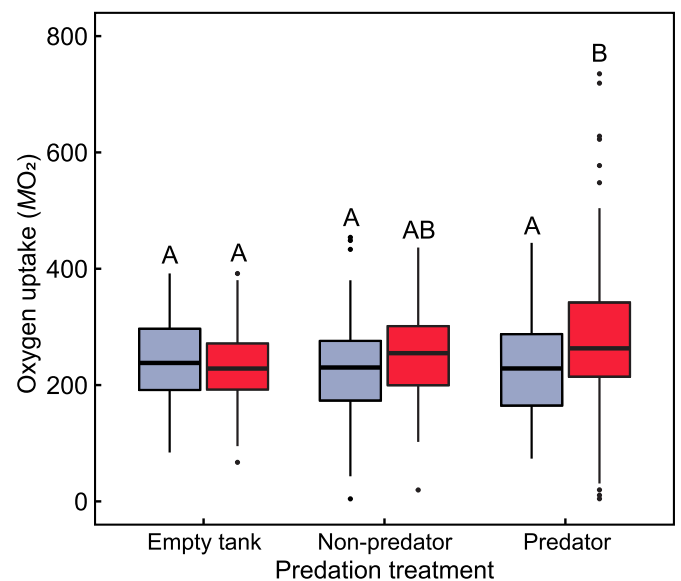 800
600
400
200
0
Oxygen uptake (MO₂)
A
A
A
AB
A
B
Empty tank
Non-predator
Predator
Predation treatment